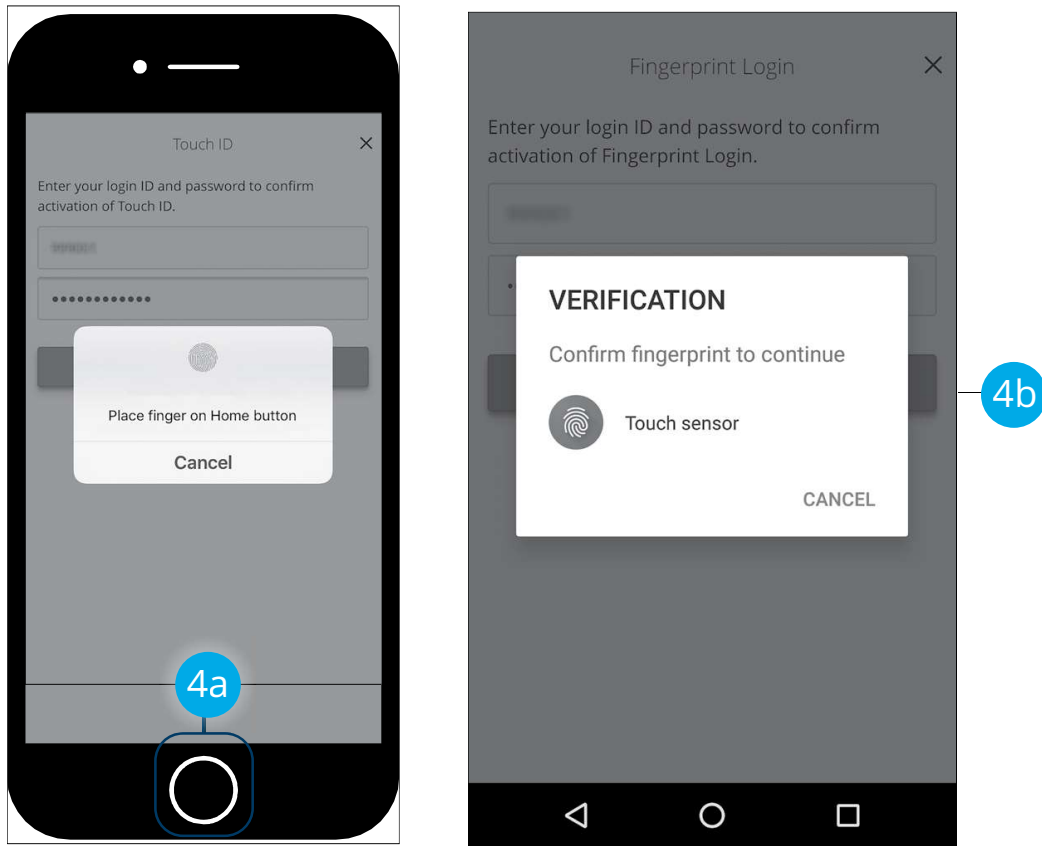 Touch ID
Enter your login ID and password to confirm
activation of Touch ID.
••••••••••••
Place finger on Home button
Cancel
4a
Fingerprint Login
Enter your login ID and password to confirm
activation of Fingerprint Login.
VERIFICATION
Confirm fingerprint to continue
Touch sensor
CANCEL
4b